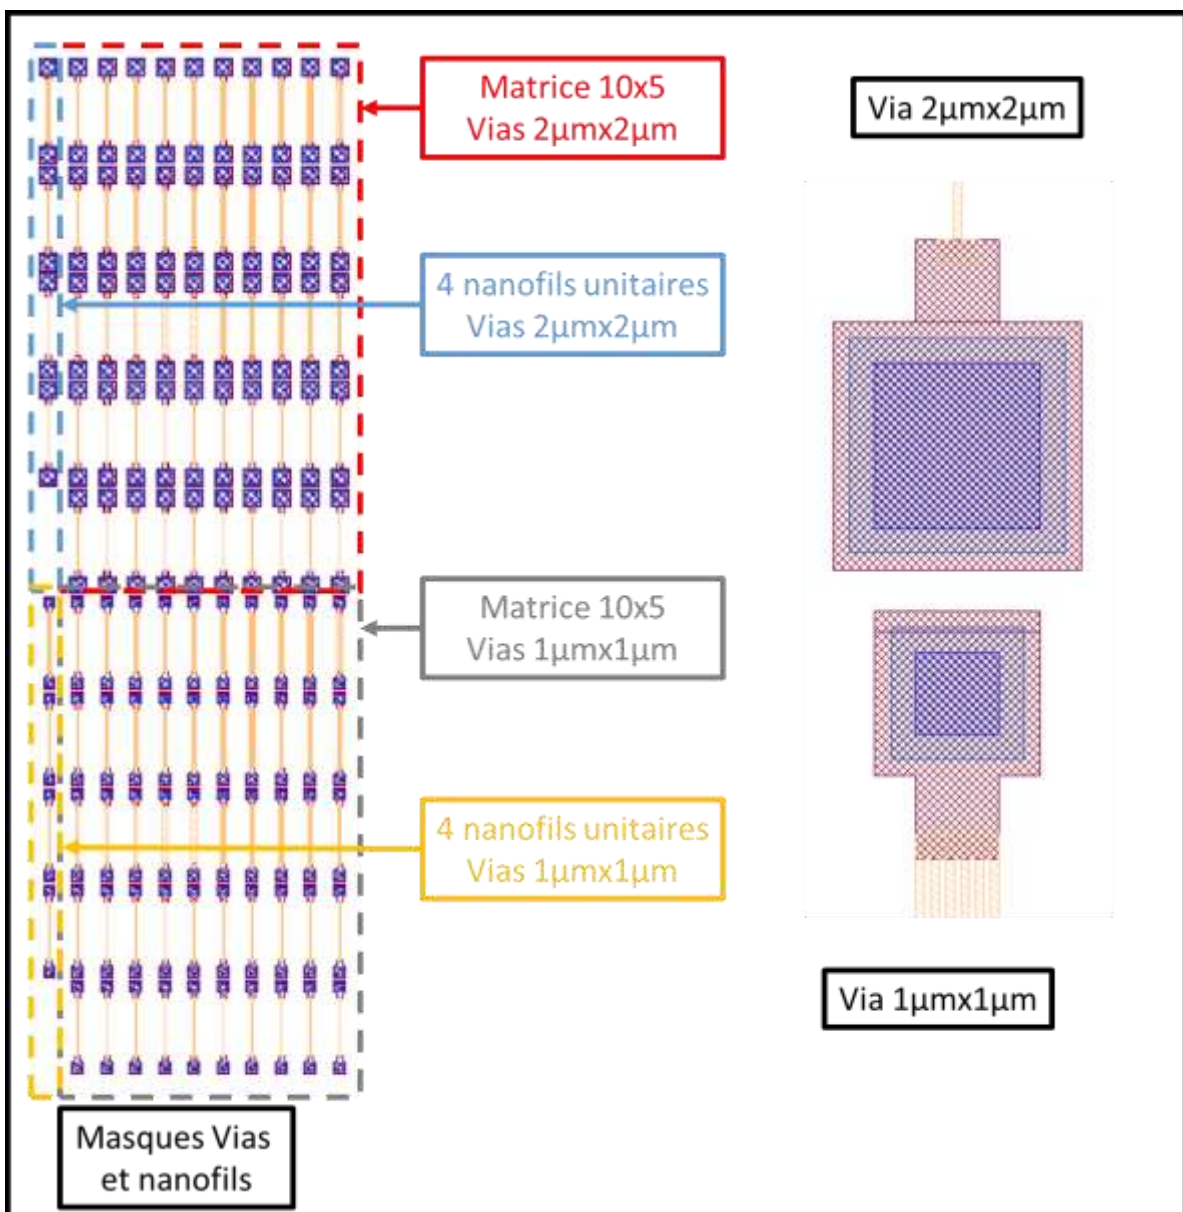 Matrice 10x5
Vias 2µmx2µm
Via 2µmx2µm
4 nanofils unitaires
Vias 2µmx2µm
Matrice 10x5
Vias 1µmx1µm
4 nanofils unitaires
Vias 1µmx1µm
Via 1µmx1µm
Masques Vias
et nanofils